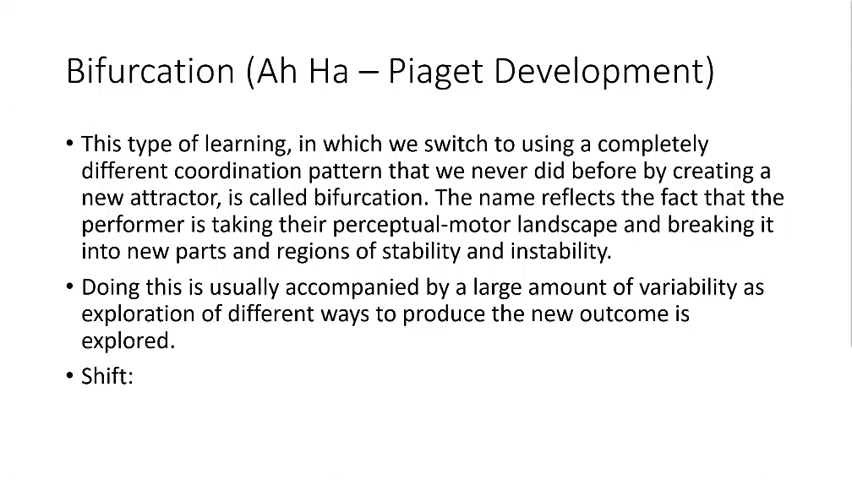 Bifurcation (Ah Ha – Piaget Development)
• This type of learning, in which we switch to using a completely
different coordination pattern that we never did before by creating a
new attractor, is called bifurcation. The name reflects the fact that the
performer is taking their perceptual-motor landscape and breaking it
into new parts and regions of stability and instability.
• Doing this is usually accompanied by a large amount of variability as
exploration of different ways to produce the new outcome is
explored.
• Shift: